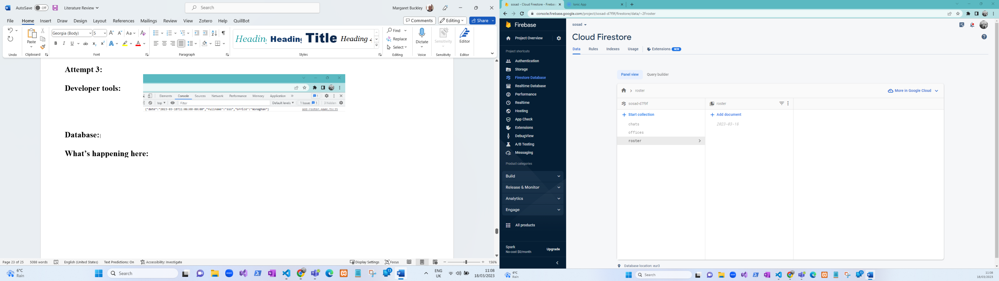 AutoSave Off Literature Review Search Margaret Buckley
File Home Insert Draw Design Layout References Mailings Review View Zotero Help QuillBot Comments Editing Share
Paste Georgia (Body) 5 Aa Heading Heading Title Heading 4 Find Replace Select Dictate Sensitivity Editor
Undo Clipboard Font Paragraph Styles Editing Voice Sensitivity Editor
Attempt 3:
Developer tools:
Elements Console Sources Network Performance Memory Application » 1
top Filter Default levels 1 Issue: 1 3 hidden
{"date":"2023-03-18T11:06:00-00:00","fullname":"sss","office":"monaghan"} add-roster.page.ts:35
Database:
What’s happening here:
Page 23 of 25 5088 words English (United States) Text Predictions: On Accessibility: Investigate Display Settings Focus 156%
6°C
Rain
Search
13
ENG
UK
11:08
18/03/2023
sosad - Cloud Firestore - Firebase Ionic App
console.firebase.google.com/project/sosad-d7f9f/firestore/data/~2Froster
Firebase
Project Overview
Project shortcuts
Authentication
Storage
Firestore Database
Realtime Database
Performance
Realtime
Hosting
App Check
Extensions
DebugView
A/B Testing
Messaging
Product categories
Build
Release & Monitor
Analytics
Engage
All products
Spark
No-cost $0/month
Upgrade
sosad
Cloud Firestore
Data Rules Indexes Usage Extensions NEW
Panel view Query builder
roster More in Google Cloud
sosad-d7f9f roster
Start collection Add document
chats 2023-03-18
offices
roster
Database location: eur3
6°C
Rain
Search
13
11:08
18/03/2023